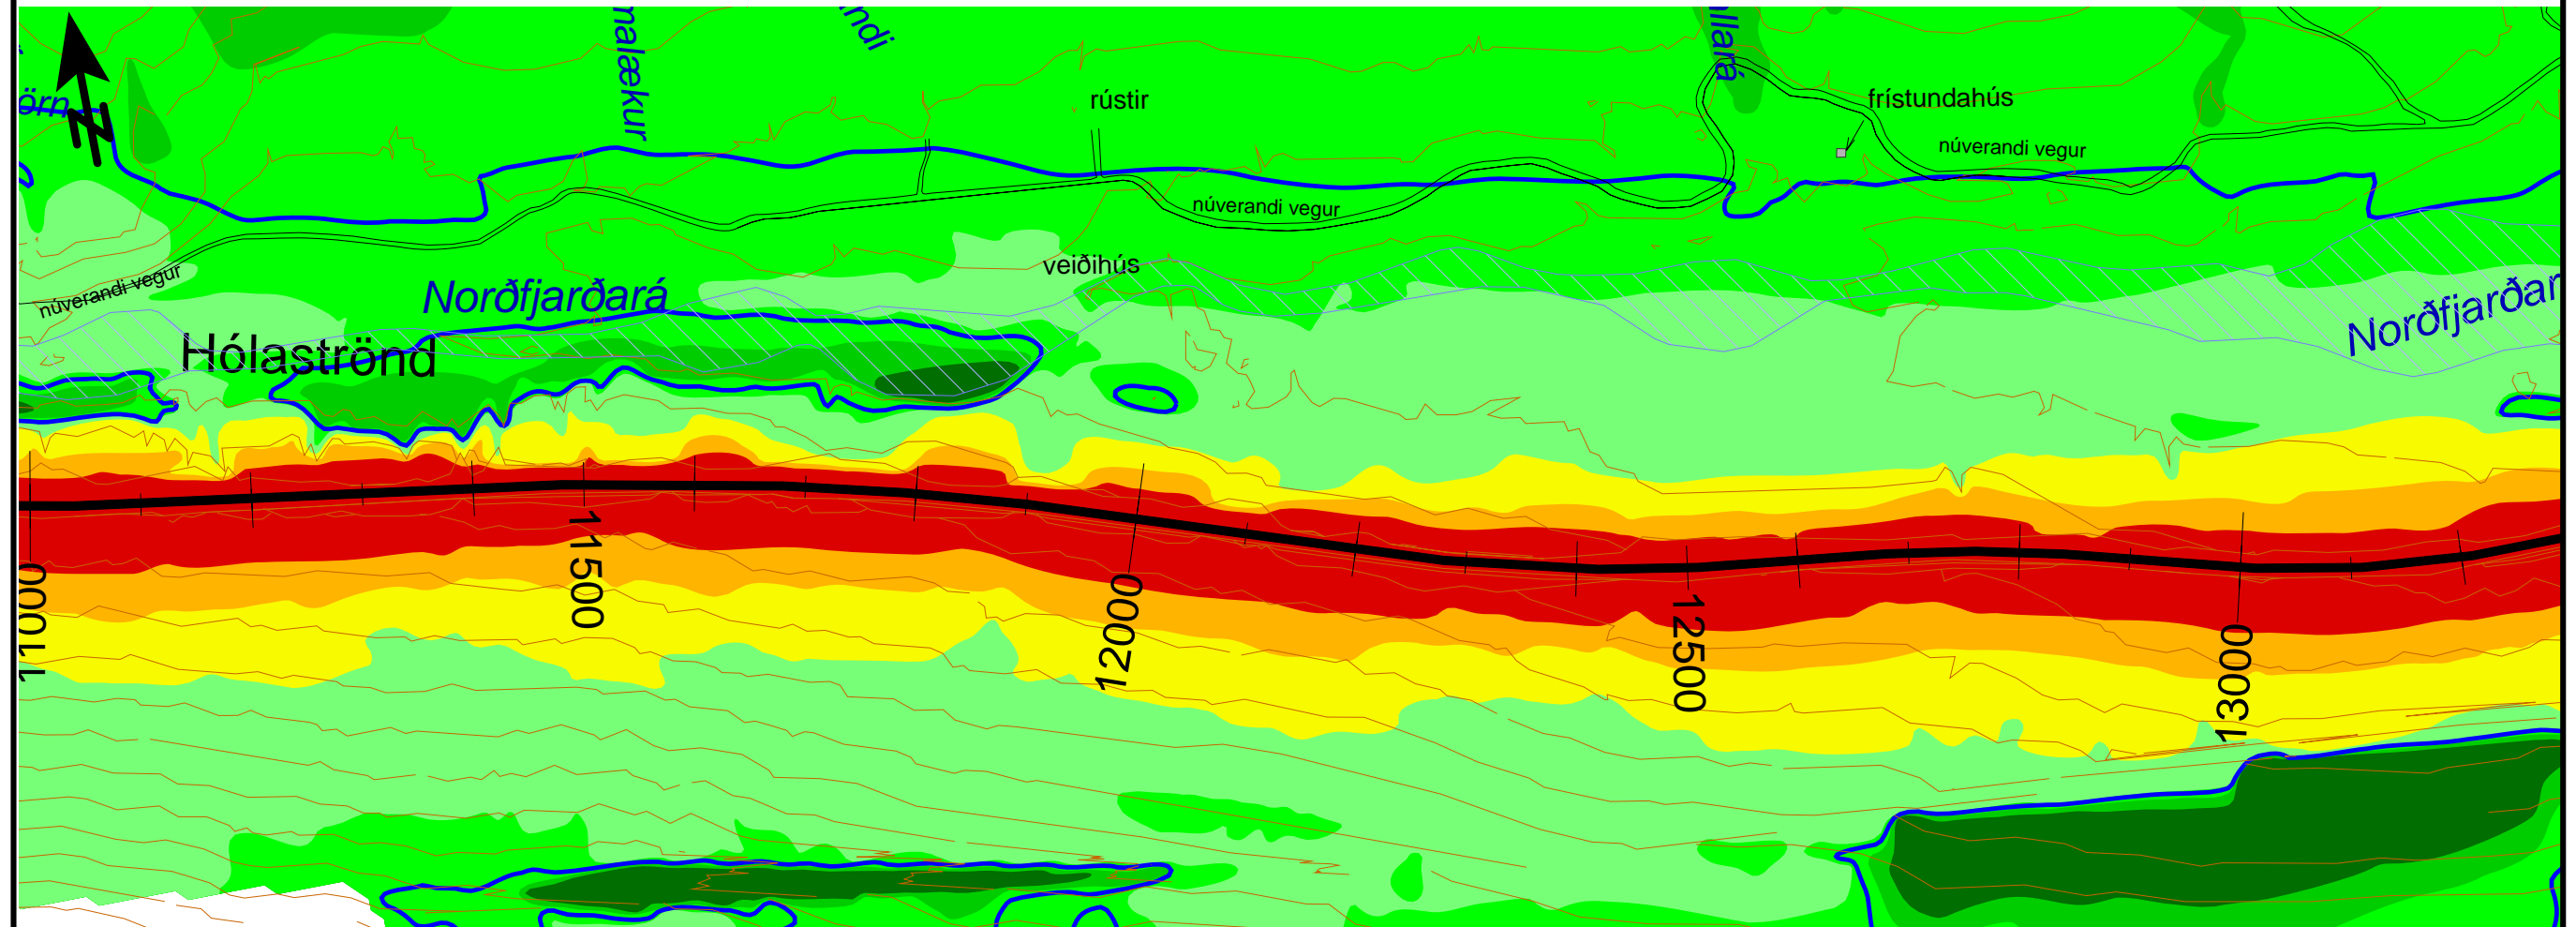 rústir
frístundahús
núverandi vegur
núverandi vegur
veiðihús
núverandi vegur
Norðfjarðará
Hólaströnd
11000
11500
12000
12500
13000
N